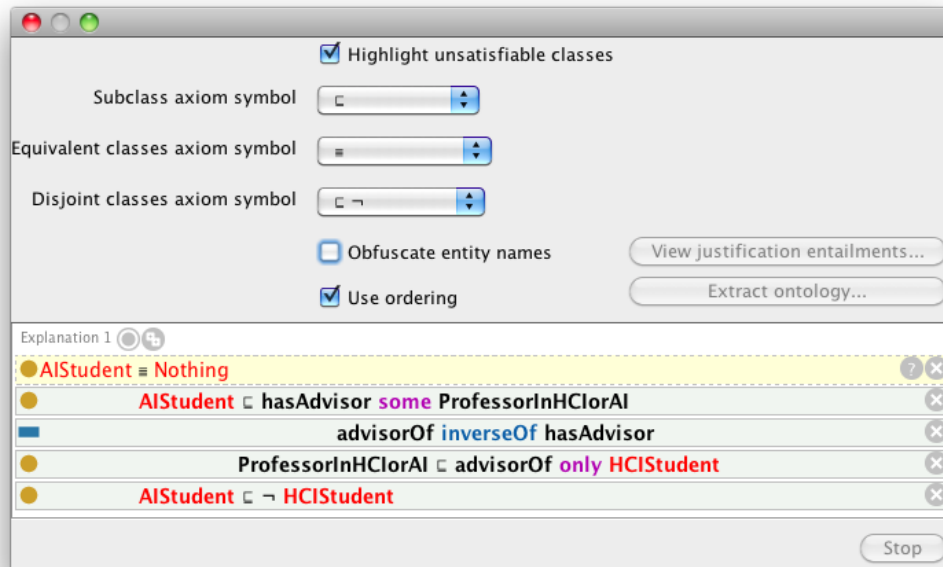 Highlight unsatisfiable classes
Subclass axiom symbol ⊏
Equivalent classes axiom symbol ≡
Disjoint classes axiom symbol ⊏ ¬
Obfuscate entity names View justification entailments...
Use ordering Extract ontology...
Explanation 1
AIStudent ≡ Nothing
AIStudent ⊏ hasAdvisor some ProfessorInHCIorAI
advisorOf inverseOf hasAdvisor
ProfessorInHCIorAI ⊏ advisorOf only HCIStudent
AIStudent ⊏ ¬ HCIStudent
Stop